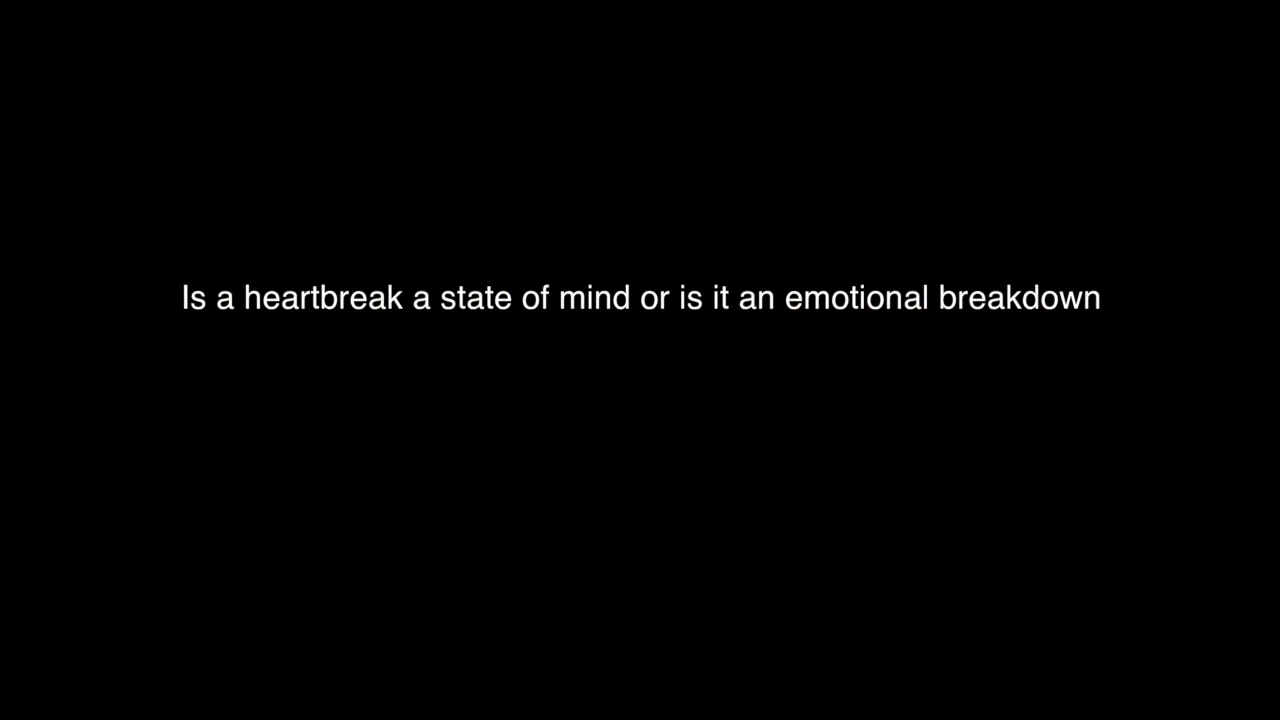 Is a heartbreak a state of mind or is it an emotional breakdown